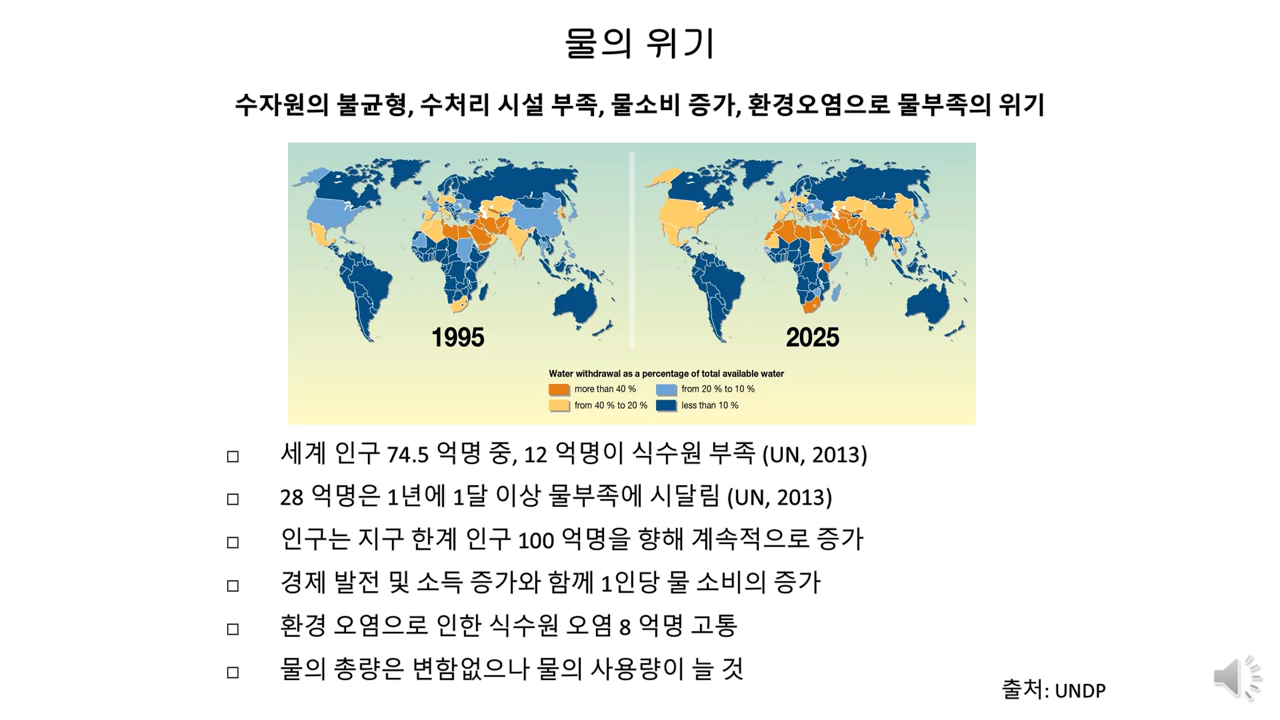 물의 위기
수자원의 불균형, 수처리 시설 부족, 물소비 증가, 환경오염으로 물부족의 위기
1995
2025
Water withdrawal as a percentage of total available water
more than 40 %
from 20 % to 10 %
from 40 % to 20 %
less than 10 %
□ 세계 인구 74.5 억명 중, 12 억명이 식수원 부족 (UN, 2013)
□ 28 억명은 1년에 1달 이상 물부족에 시달림 (UN, 2013)
□ 인구는 지구 한계 인구 100 억명을 향해 계속적으로 증가
□ 경제 발전 및 소득 증가와 함께 1인당 물 소비의 증가
□ 환경 오염으로 인한 식수원 오염 8 억명 고통
□ 물의 총량은 변함없으나 물의 사용량이 늘 것
출처: UNDP